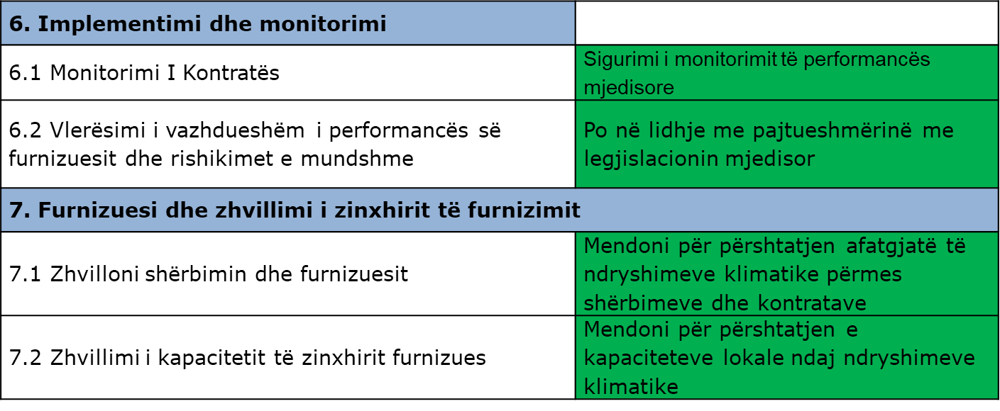 6. Implementimi dhe monitorimi
6.1 Monitorimi I Kontratës
Sigurimi i monitorimit të performancës
mjedisore
6.2 Vlerësimi i vazhdueshëm i performancës së
furnizuesit dhe rishikimet e mundshme
Po në lidhje me pajtueshmërinë me
legjislacionin mjedisor
7. Furnizuesi dhe zhvillimi i zinxhirit të furnizimit
7.1 Zhvilloni shërbimin dhe furnizuesit
Mendoni për përshtatjen afatgjatë të
ndryshimeve klimatike përmes
shërbimeve dhe kontratave
7.2 Zhvillimi i kapacitetit të zinxhirit furnizues
Mendoni për përshtatjen e
kapaciteteve lokale ndaj ndryshimeve
klimatike